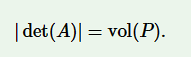 |det(A)| = vol(P).